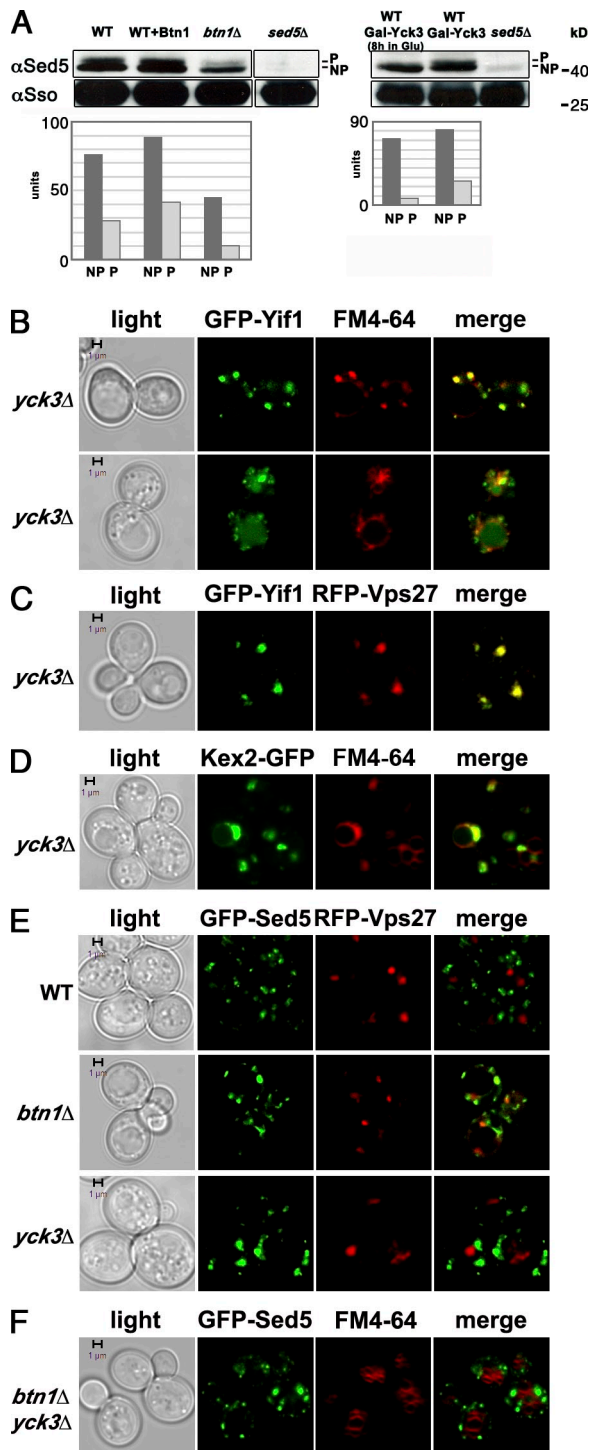 A
WT WT+Btn1 btn1Δ sed5Δ
αSed5 P NP
αSso
WT Gal-Yck3 (8h in Glu) WT Gal-Yck3 sed5Δ kD
P NP -40
-25
100
50
0
units
NP P NP P NP P
90
0
units
NP P NP P
B light GFP-Yif1 FM4-64 merge
1 µm
yck3Δ
1 µm
yck3Δ
C light GFP-Yif1 RFP-Vps27 merge
1 µm
yck3Δ
D light Kex2-GFP FM4-64 merge
1 µm
yck3Δ
E light GFP-Sed5 RFP-Vps27 merge
1 µm
WT
1 µm
btn1Δ
1 µm
yck3Δ
F light GFP-Sed5 FM4-64 merge
1 µm
btn1Δ
yck3Δ